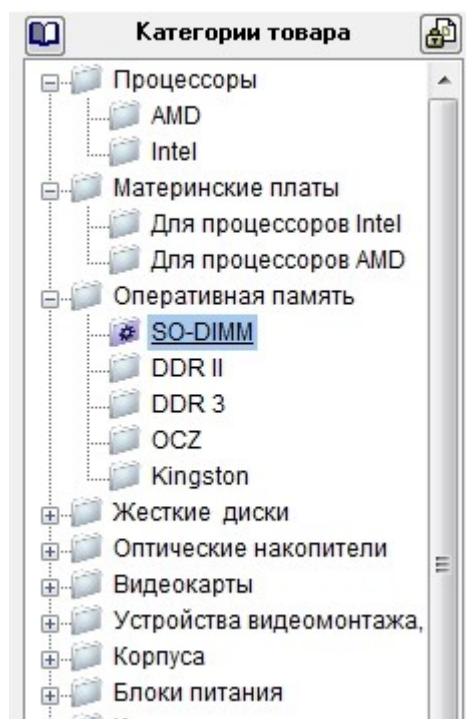 Категории товара
Процессоры
AMD
Intel
Материнские платы
Для процессоров Intel
Для процессоров AMD
Оперативная память
SO-DIMM
DDR II
DDR 3
OCZ
Kingston
Жесткие диски
Оптические накопители
Видеокарты
Устройства видеомонтажа,
Корпуса
Блоки питания